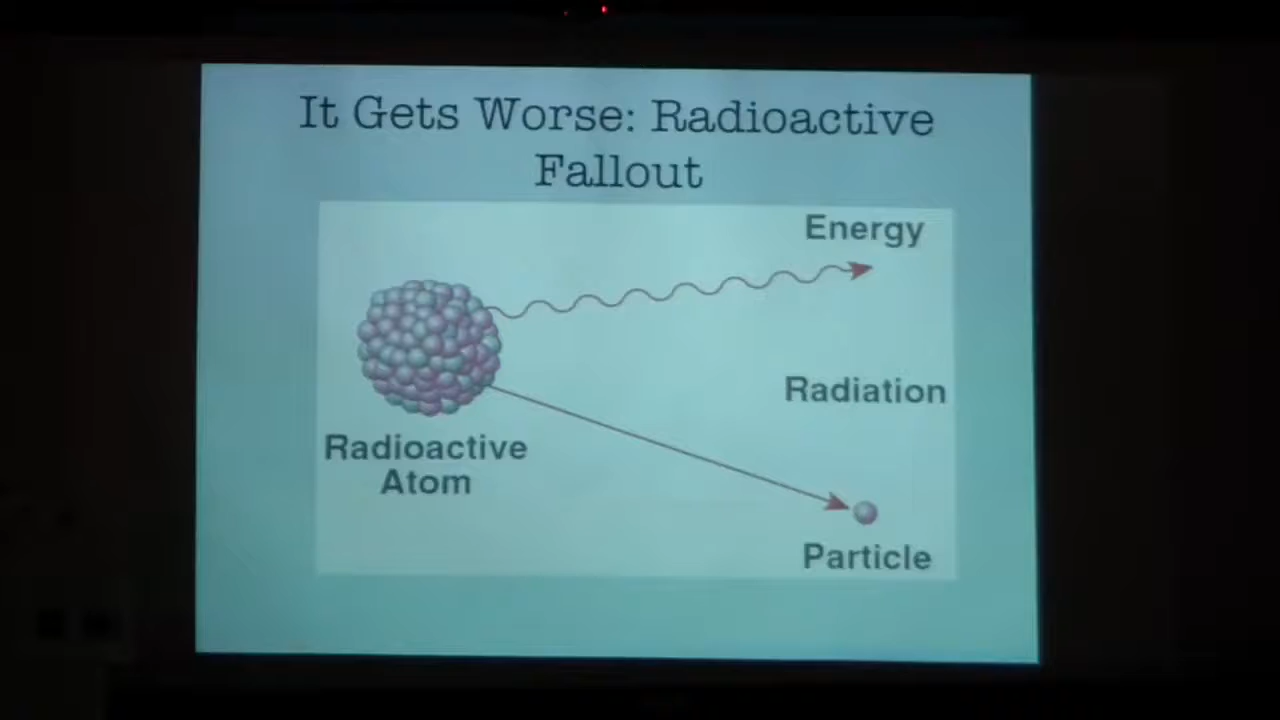 It Gets Worse: Radioactive
Fallout
Energy
Radiation
Radioactive
Atom
Particle